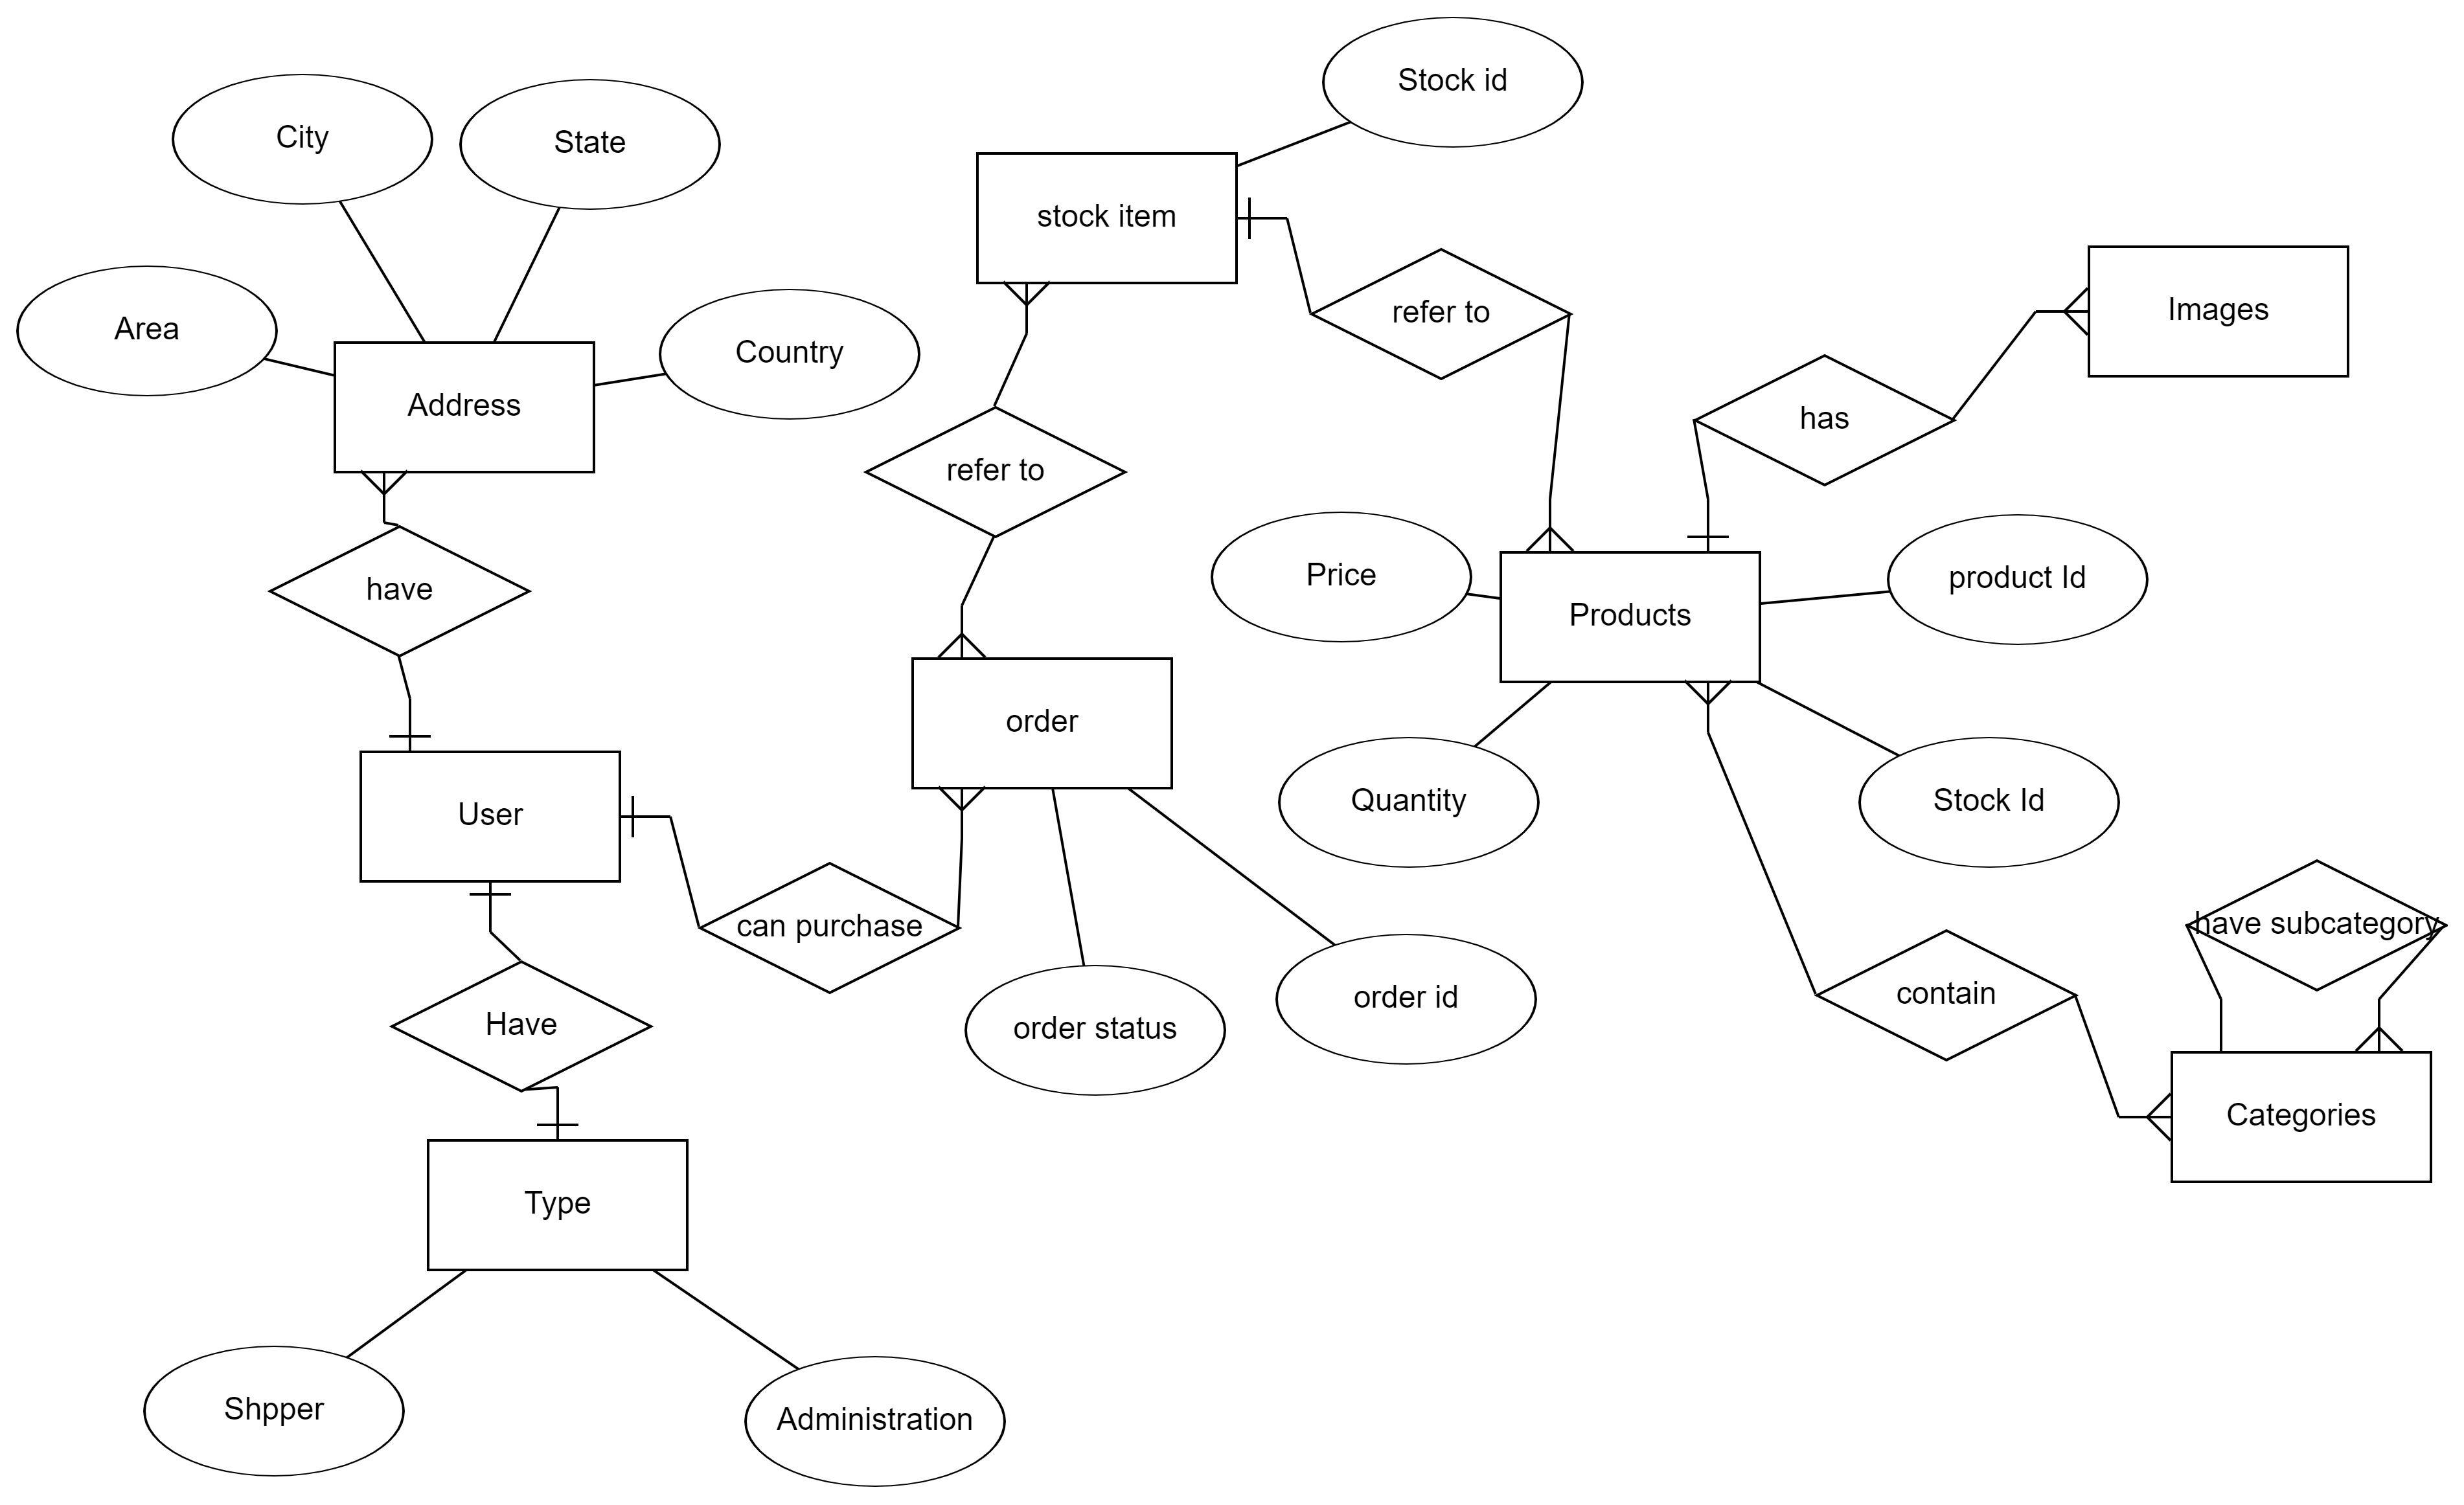 Stock id
City
State
stock item
Area
Country
refer to
Images
Address
has
refer to
have
Price
product Id
Products
order
User
Quantity
Stock Id
can purchase
have subcategory
Have
order status
order id
contain
Categories
Type
Shpper
Administration